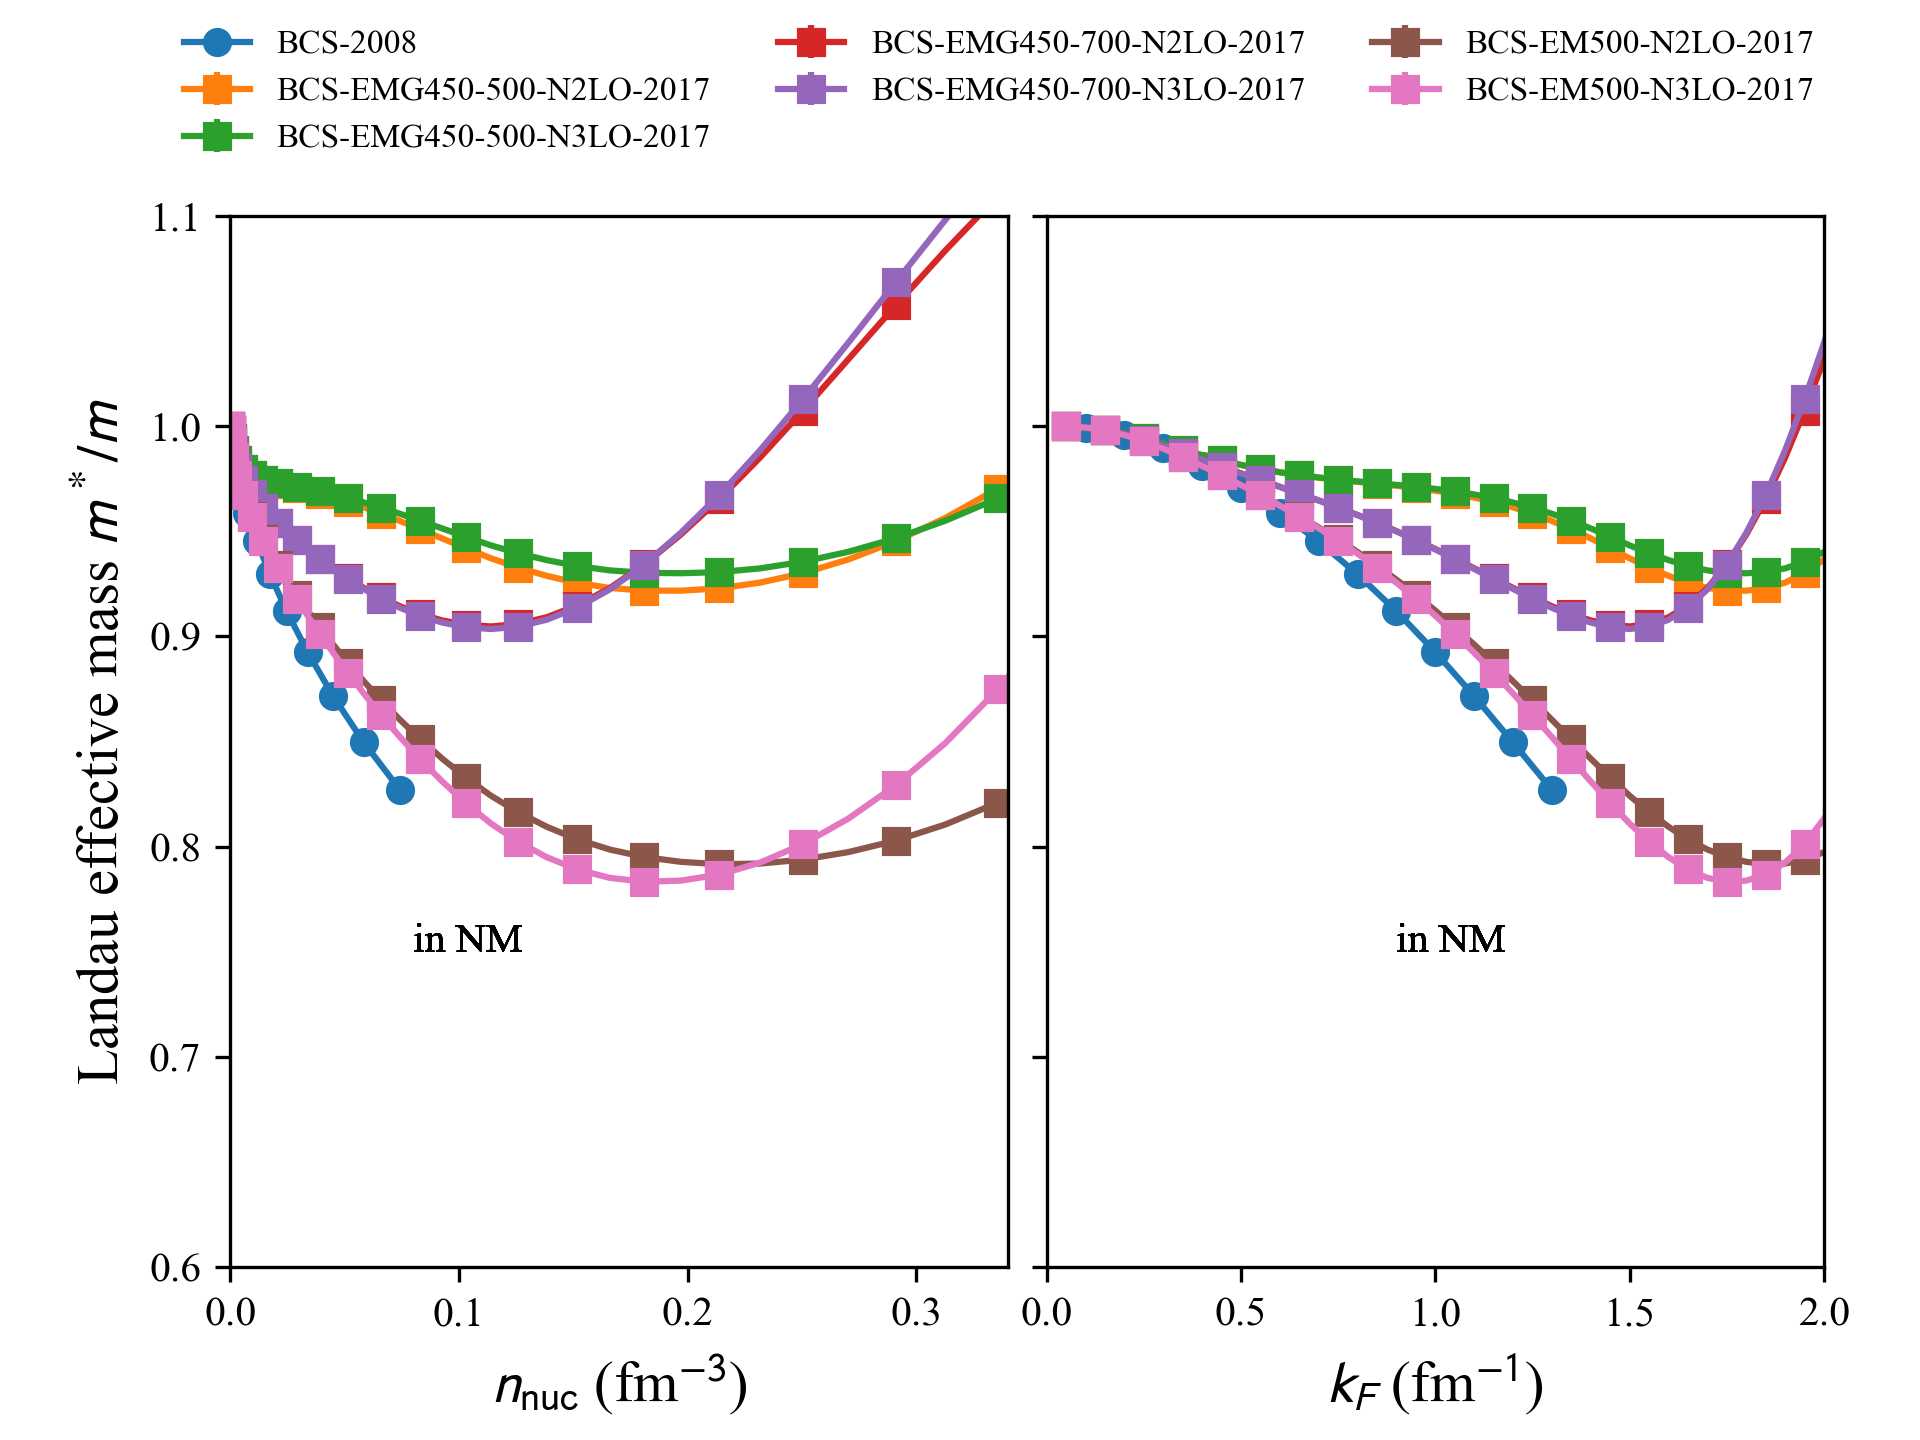 BCS-2008
BCS-EMG450-500-N2LO-2017
BCS-EMG450-500-N3LO-2017
BCS-EMG450-700-N2LO-2017
BCS-EMG450-700-N3LO-2017
BCS-EM500-N2LO-2017
BCS-EM500-N3LO-2017
Landau effective mass m*/m
1.1
1.0
0.9
0.8
0.7
0.6
in NM
in NM
0.0 0.1 0.2 0.3
0.0 0.5 1.0 1.5 2.0
n_nuc (fm⁻³)
k_F (fm⁻¹)